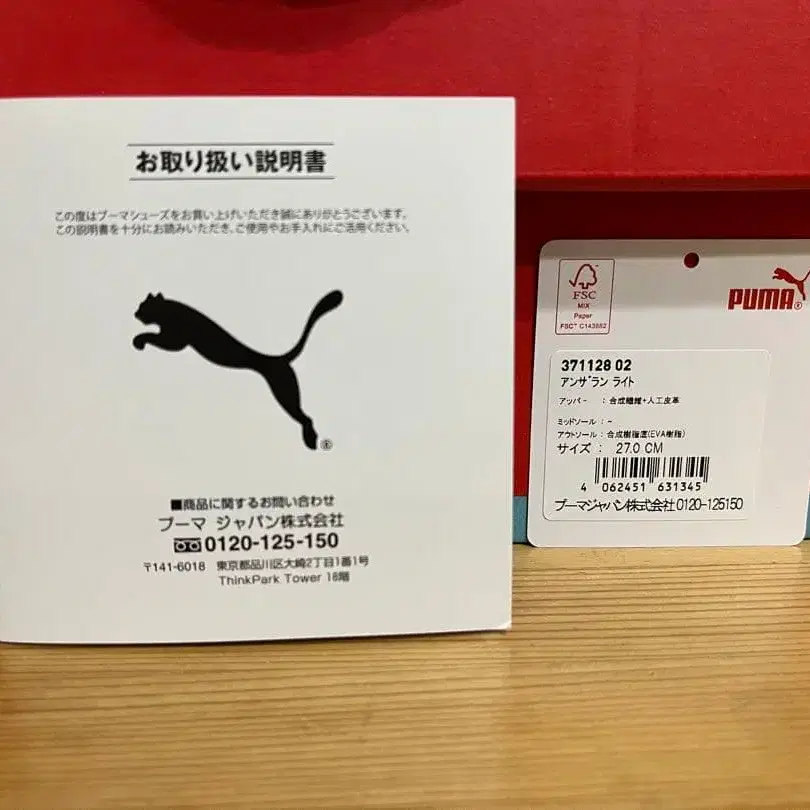 お取り扱い説明書
この度はプーマシューズをお買い上げいただき誠にありがとうございます。
この説明書を十分にお読みいただき、ご使用やお手入れにご活用ください。
®
■商品に関するお問い合わせ
プーマ ジャパン株式会社
0120-125-150
〒141-6018 東京都品川区大崎2丁目1番1号
ThinkPark Tower 18階
FSC
MIX
Paper
FSC® C143882
PUMA®
371128 02
アンザラン ライト
アッパー : 合成繊維+人工皮革
ミッドソール : -
アウトソール : 合成樹脂底(EVA樹脂)
サイズ : 27.0 CM
4 062451 631345
プーマジャパン株式会社 0120-125150